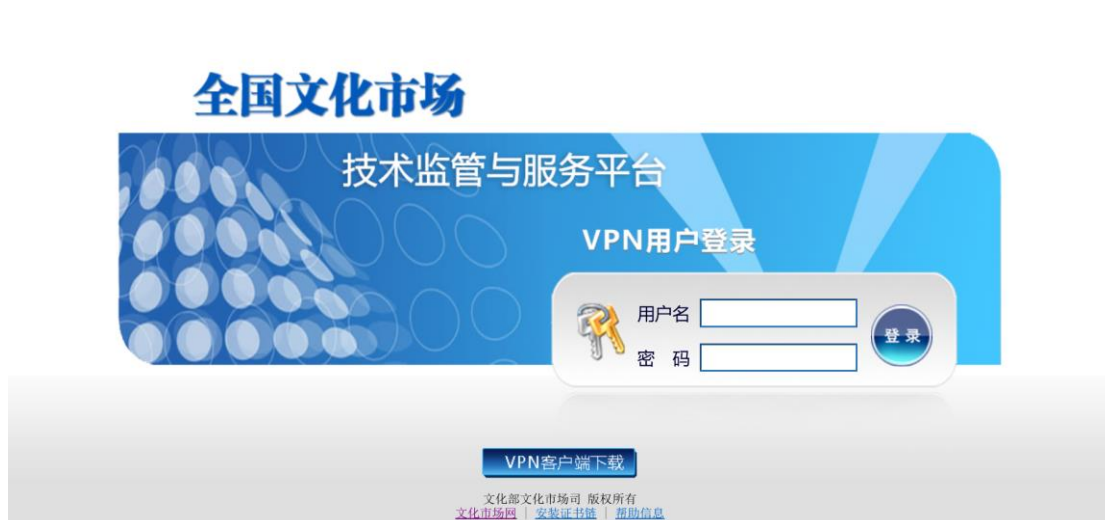 全国文化市场
技术监管与服务平台
VPN用户登录
用户名
密 码
登 录
VPN客户端下载
文化部文化市场司 版权所有
文化市场网 | 安装证书链 | 帮助信息